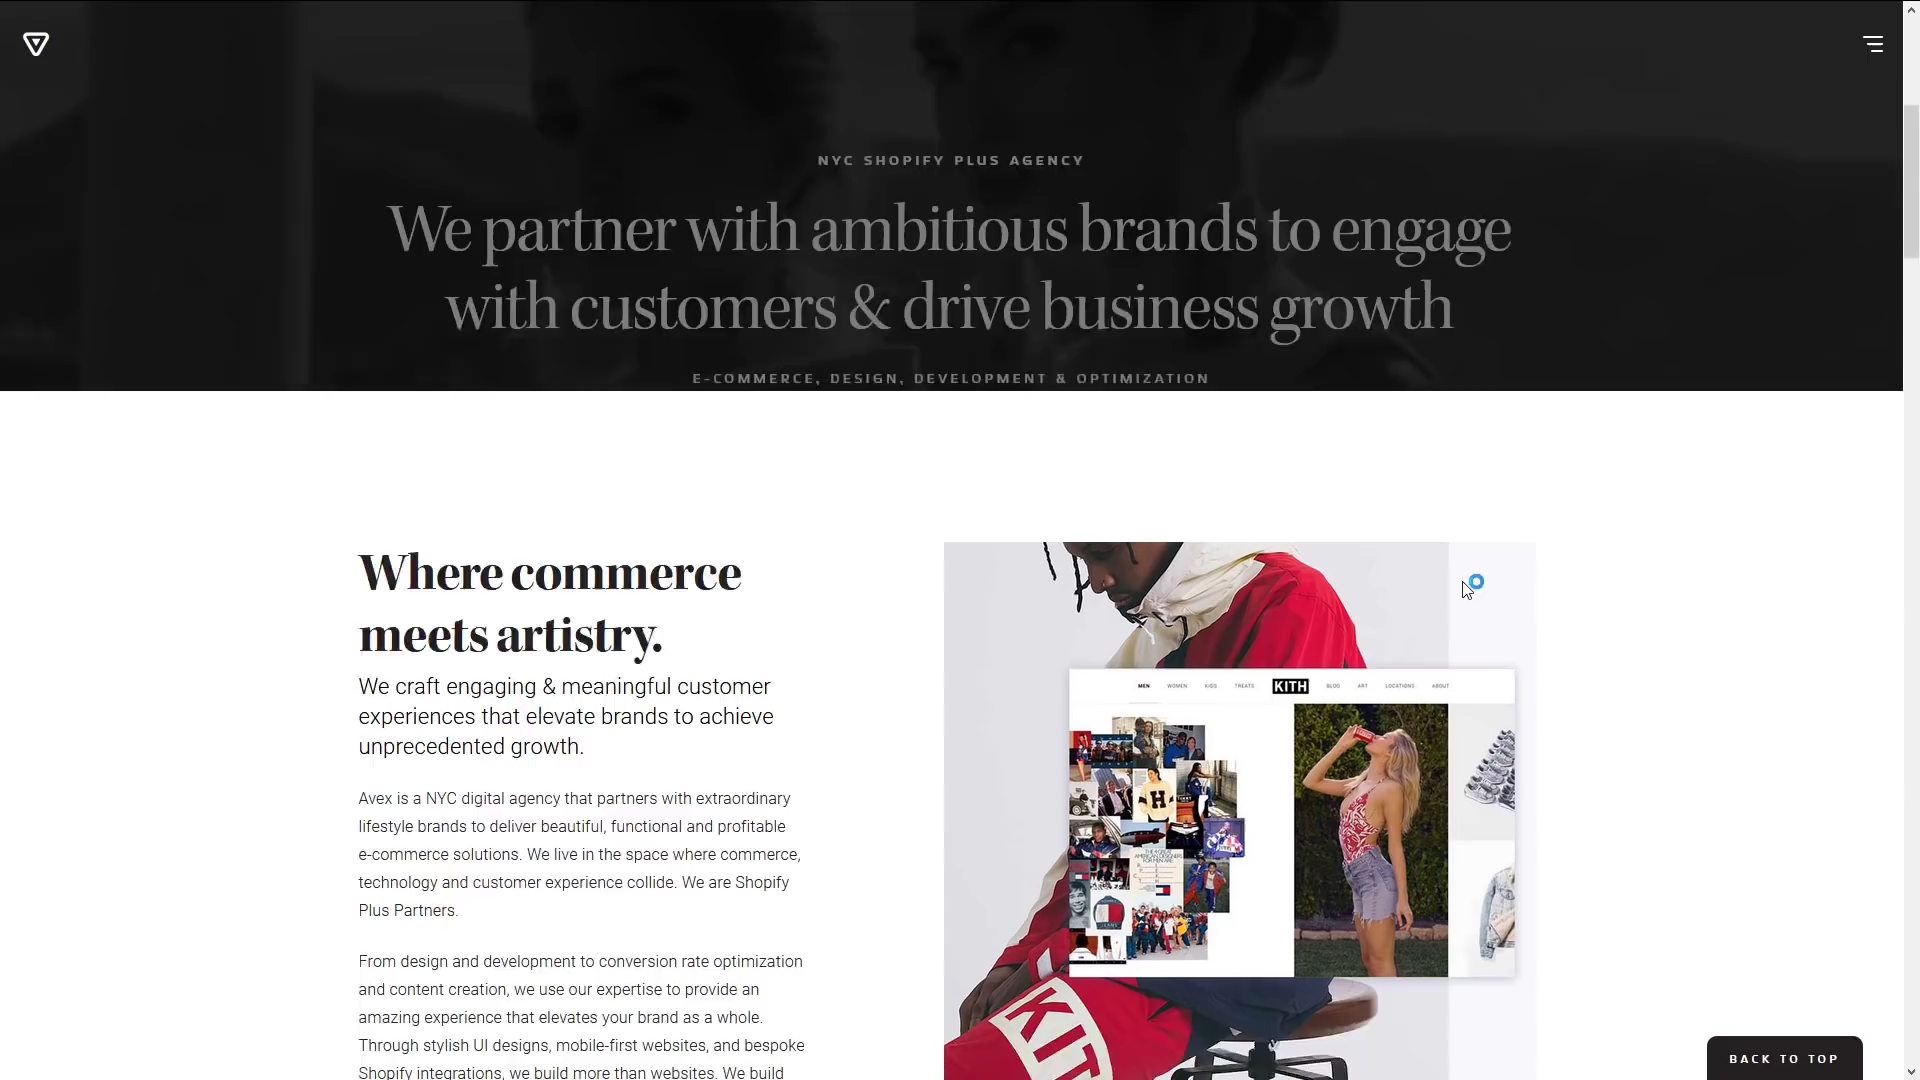 NYC SHOPIFY PLUS AGENCY
We partner with ambitious brands to engage
with customers & drive business growth
E-COMMERCE, DESIGN, DEVELOPMENT & OPTIMIZATION
Where commerce
meets artistry.
We craft engaging & meaningful customer
experiences that elevate brands to achieve
unprecedented growth.
Avex is a NYC digital agency that partners with extraordinary
lifestyle brands to deliver beautiful, functional and profitable
e-commerce solutions. We live in the space where commerce,
technology and customer experience collide. We are Shopify
Plus Partners.
From design and development to conversion rate optimization
and content creation, we use our expertise to provide an
amazing experience that elevates your brand as a whole.
Through stylish UI designs, mobile-first websites, and bespoke
Shopify integrations, we build more than websites. We build
MEN WOMEN KIDS TREATS KITH BLOG ART LOCATIONS ABOUT
H
KIT
BACK TO TOP